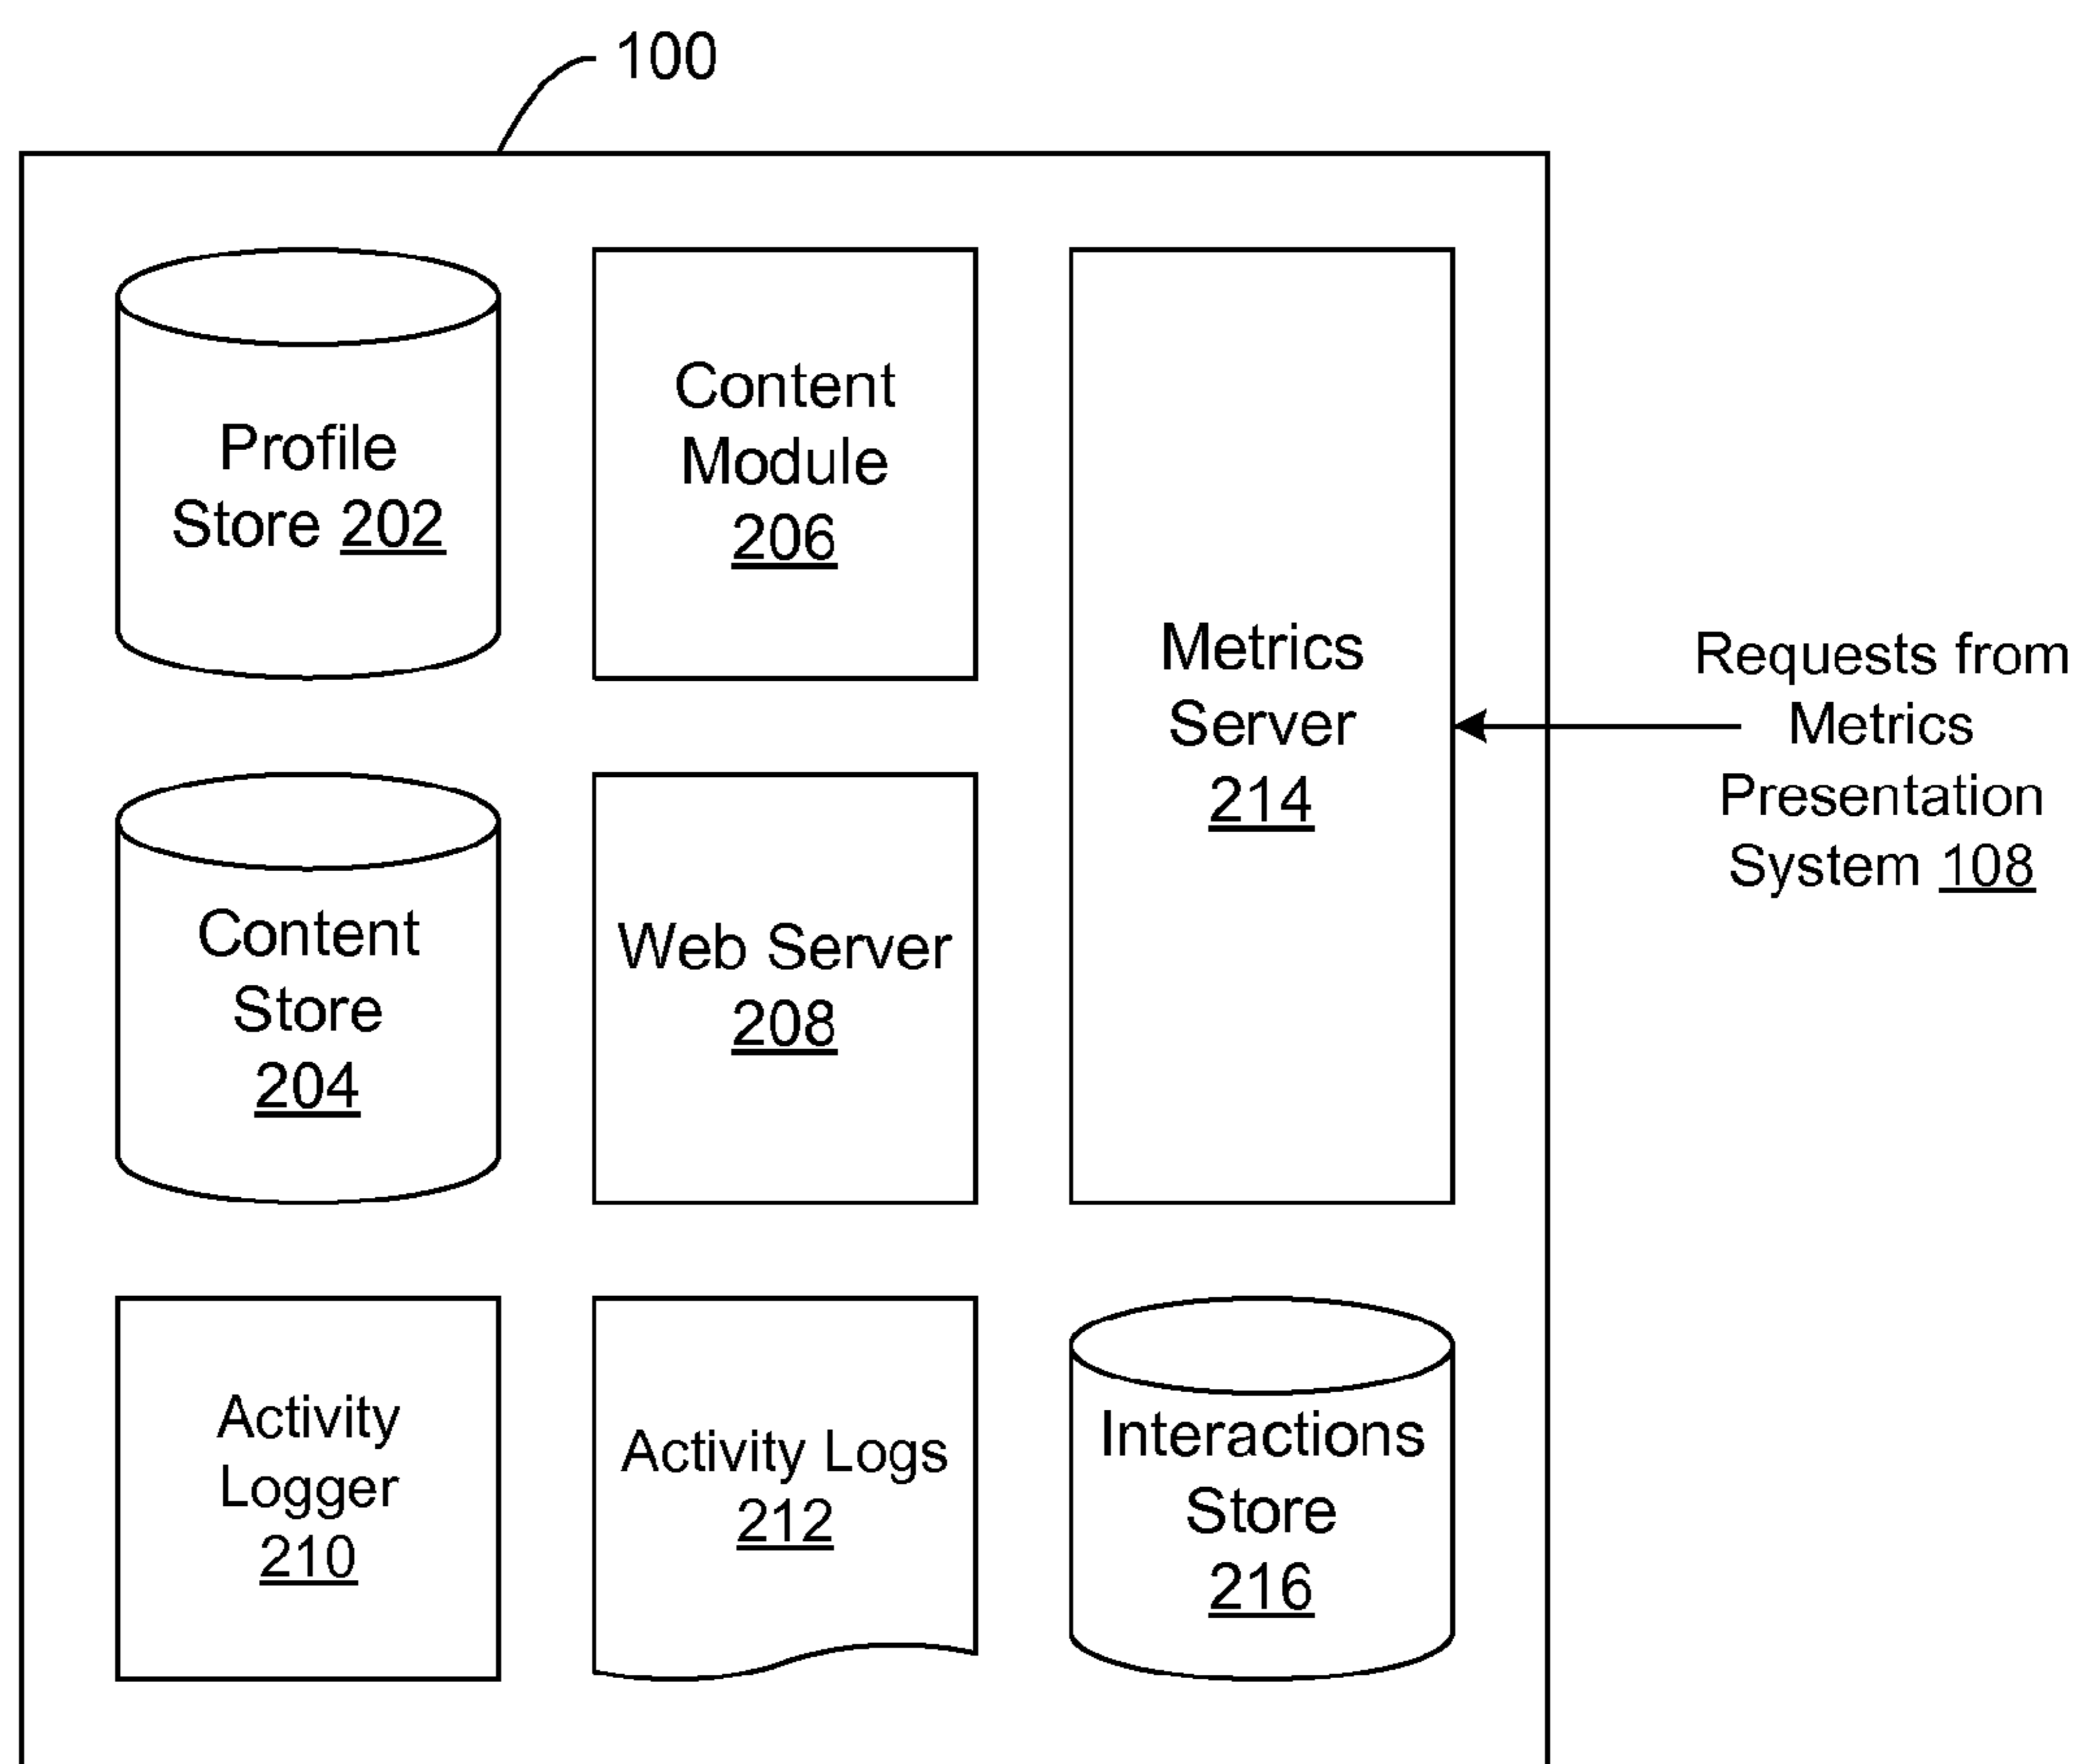 100
Profile
Store 202
Content
Module
206
Metrics
Server
214
Requests from
Metrics
Presentation
System 108
Content
Store
204
Web Server
208
Activity
Logger
210
Activity Logs
212
Interactions
Store
216